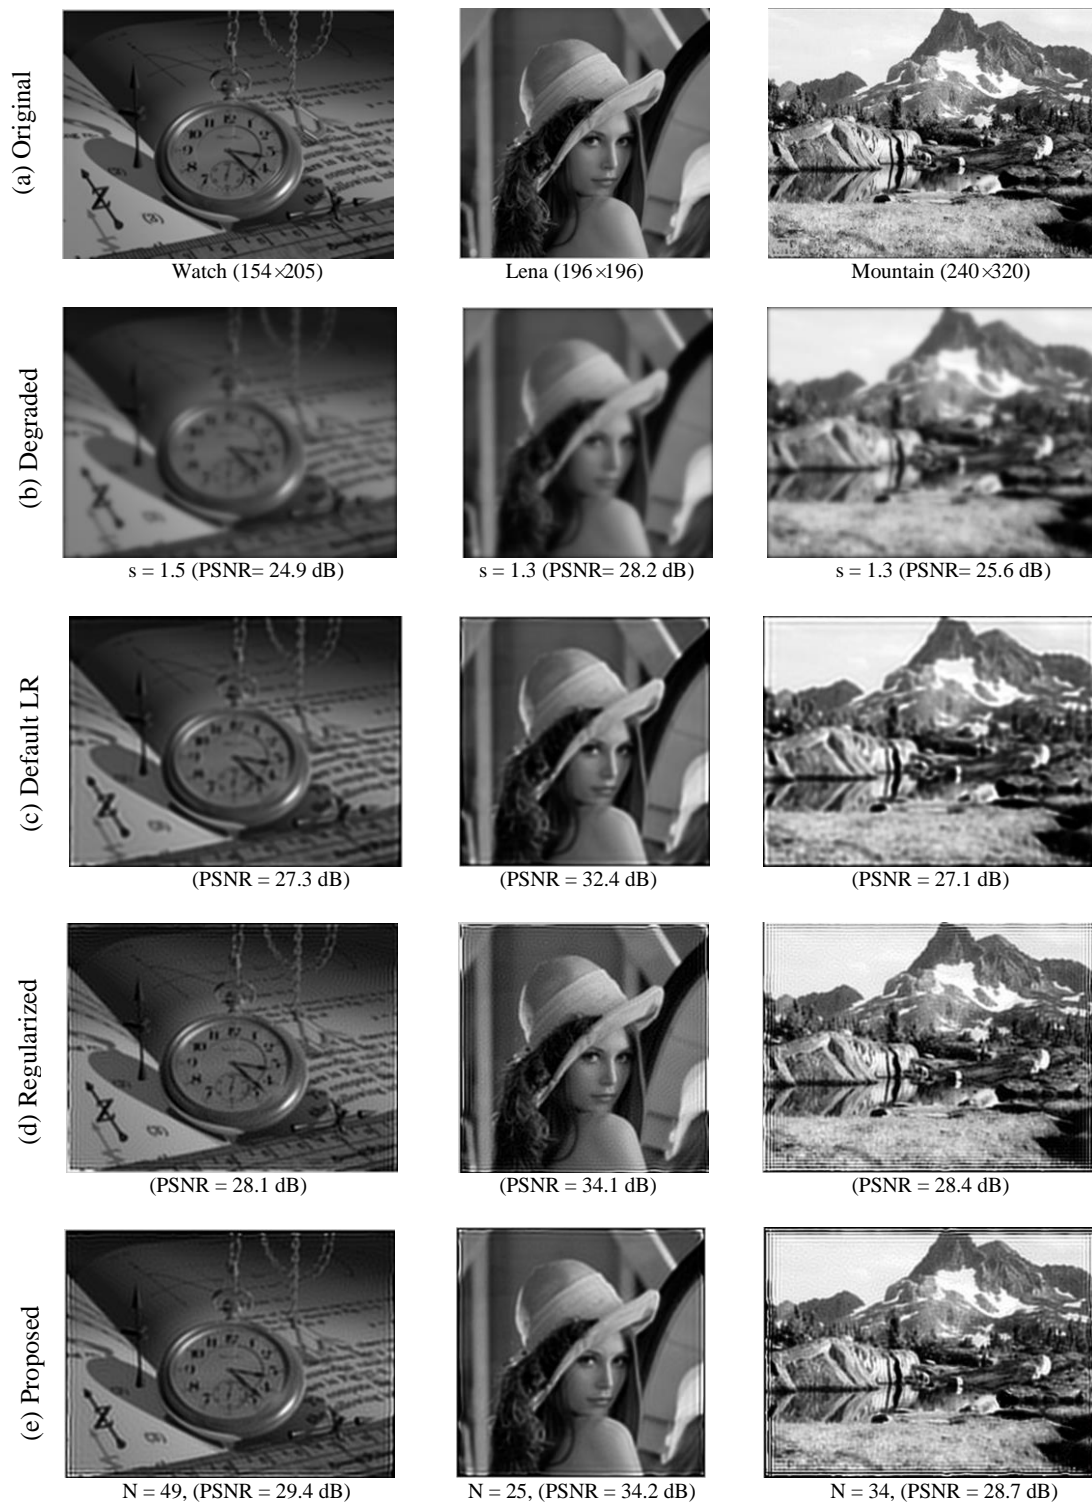 (a) Original
Watch (154×205)
Lena (196×196)
Mountain (240×320)
(b) Degraded
s = 1.5 (PSNR= 24.9 dB)
s = 1.3 (PSNR= 28.2 dB)
s = 1.3 (PSNR= 25.6 dB)
(c) Default LR
(PSNR = 27.3 dB)
(PSNR = 32.4 dB)
(PSNR = 27.1 dB)
(d) Regularized
(PSNR = 28.1 dB)
(PSNR = 34.1 dB)
(PSNR = 28.4 dB)
(e) Proposed
N = 49, (PSNR = 29.4 dB)
N = 25, (PSNR = 34.2 dB)
N = 34, (PSNR = 28.7 dB)